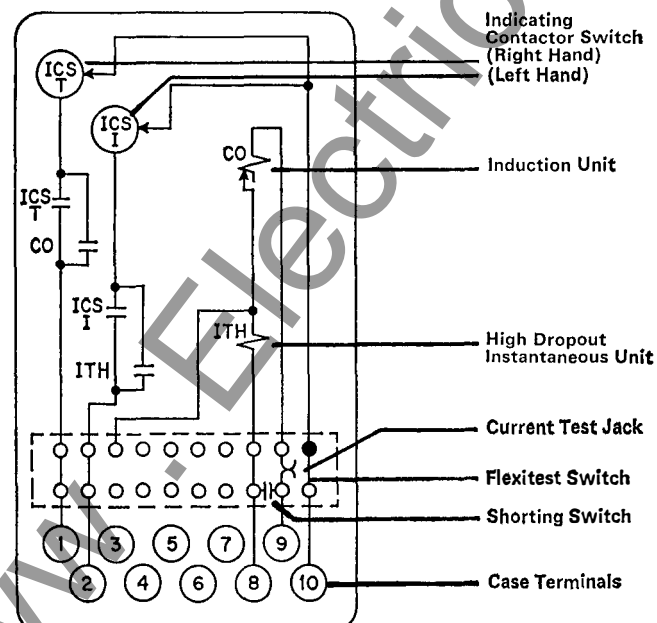 Indicating
Contactor Switch
(Right Hand)
(Left Hand)
ICS
T
ICS
I
CO
Induction Unit
ICS
T
CO
ICS
I
ITH
ITH
High Dropout
Instantaneous Unit
Current Test Jack
Flexitest Switch
Shorting Switch
1
3
5
7
9
2
4
6
8
10
Case Terminals
www . Electric